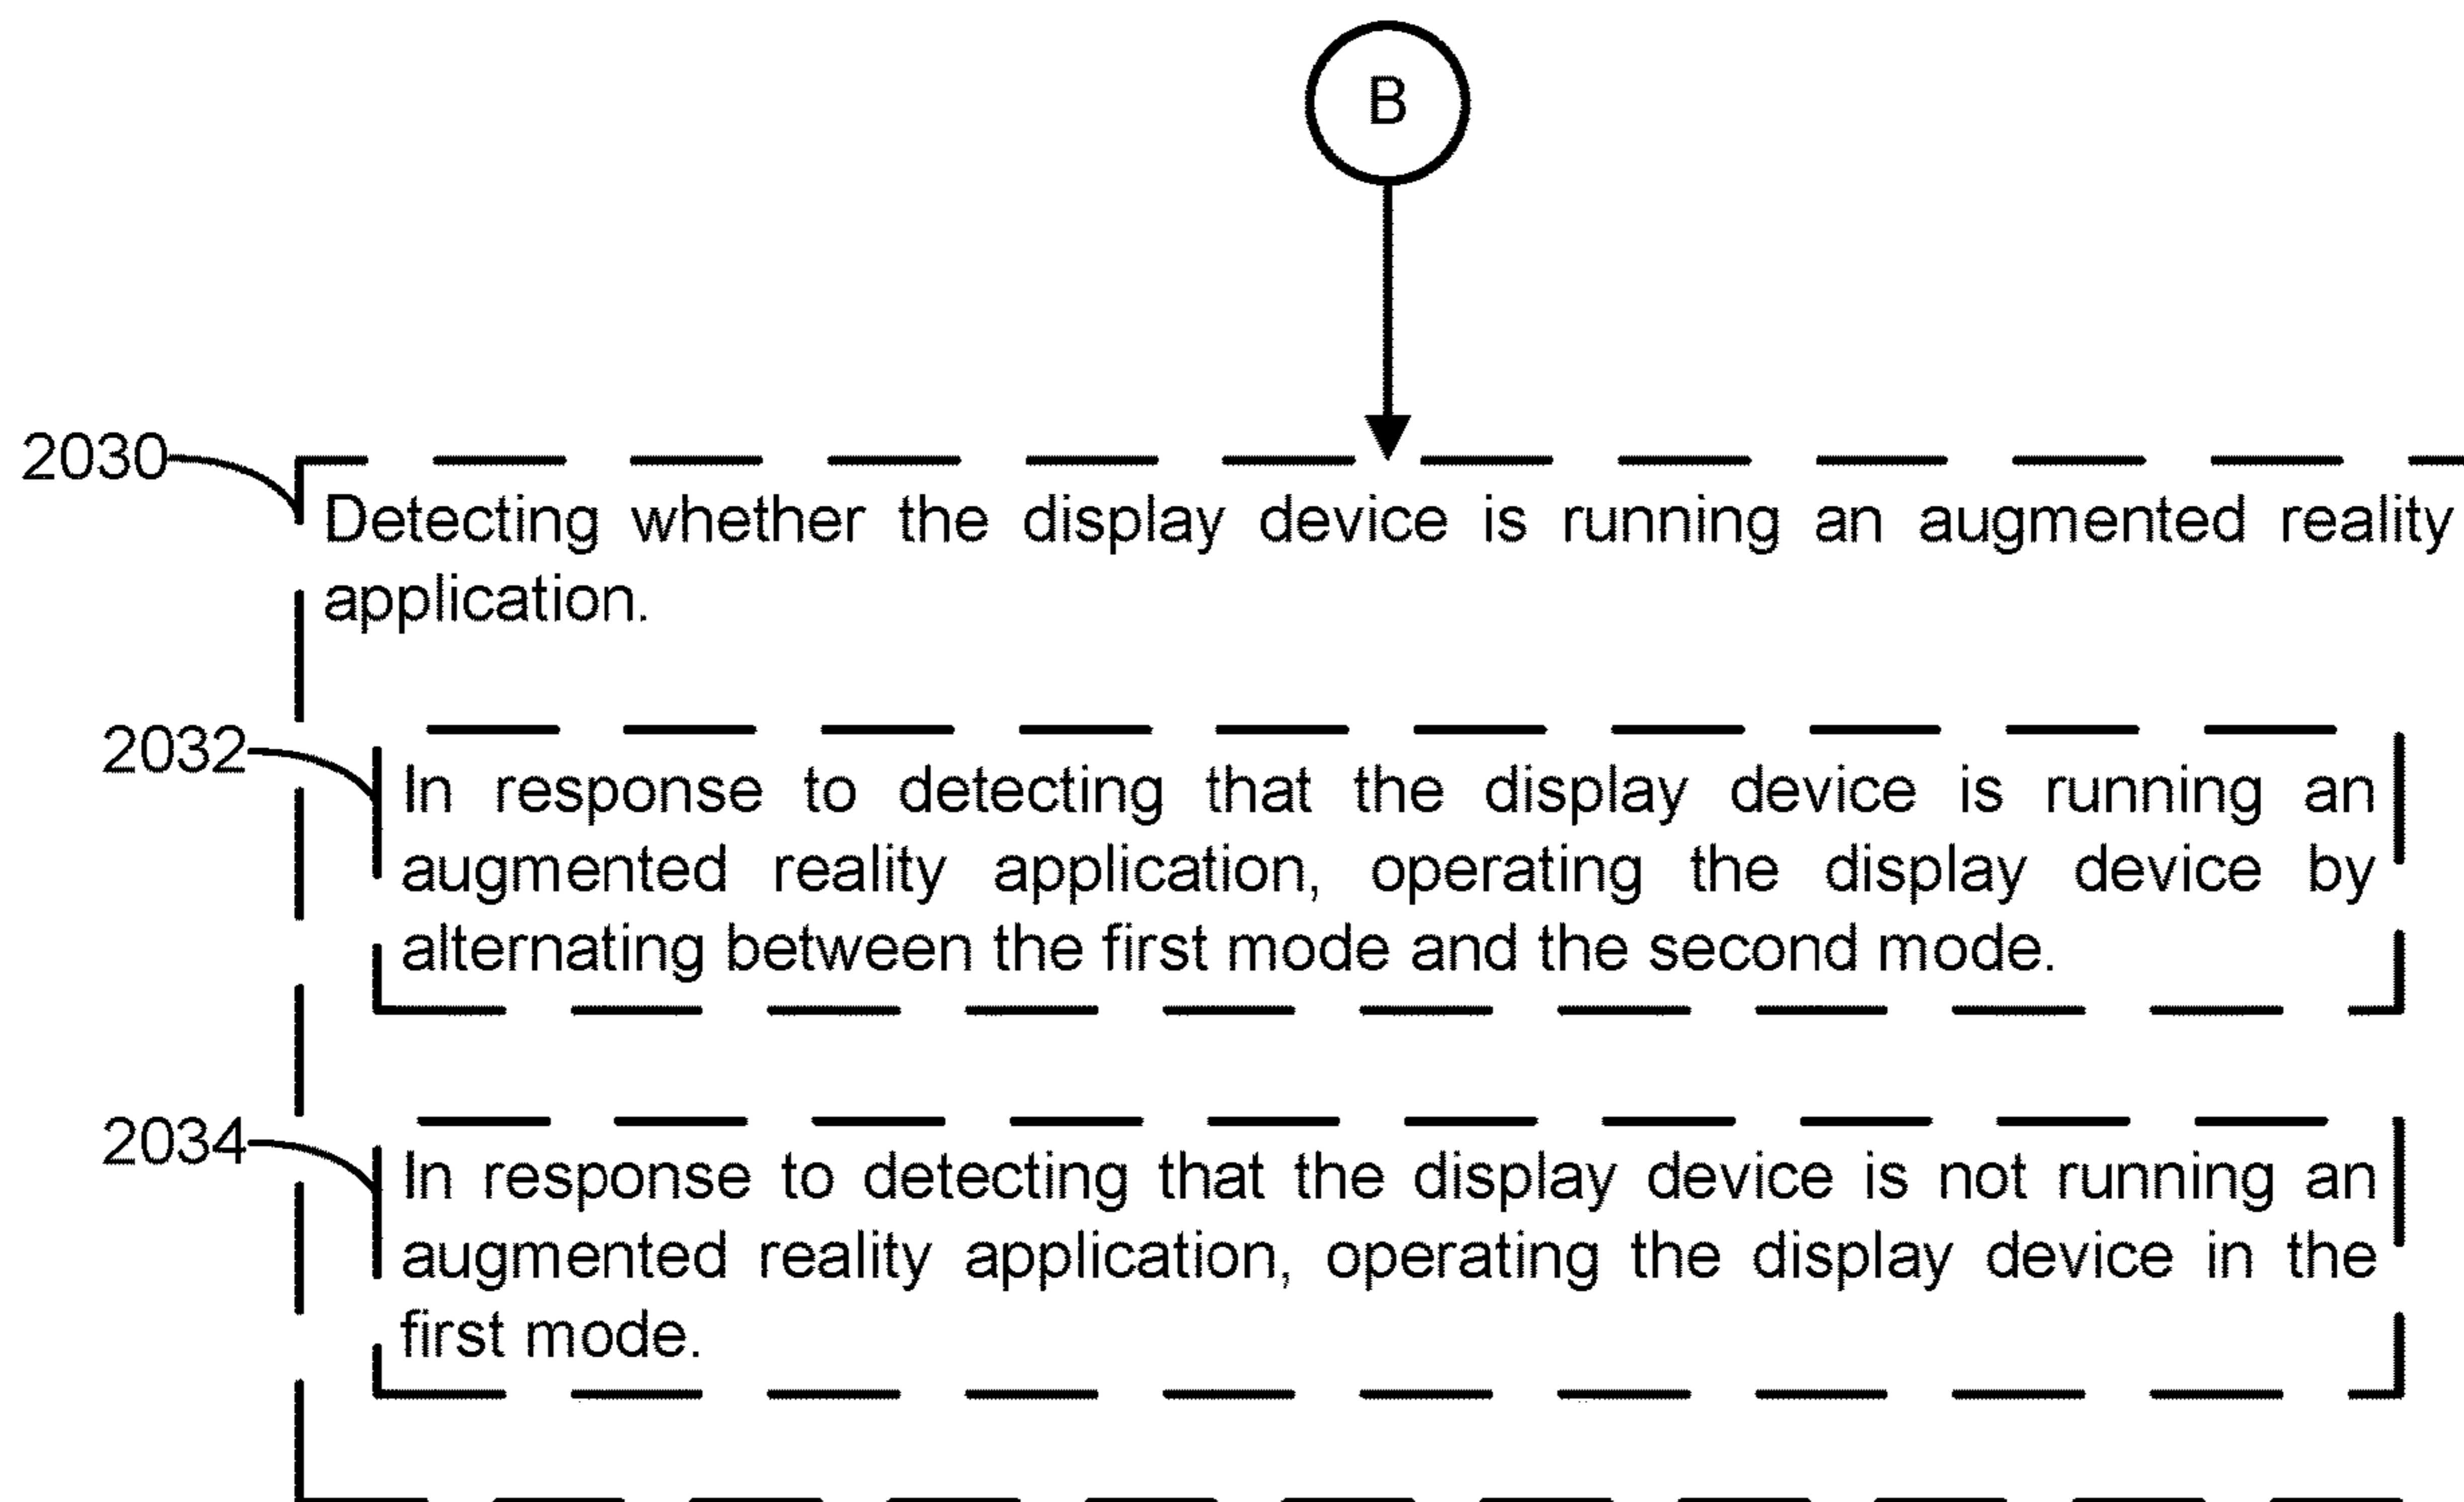 B
2030
Detecting whether the display device is running an augmented reality
application.
2032
In response to detecting that the display device is running an
augmented reality application, operating the display device by
alternating between the first mode and the second mode.
2034
In response to detecting that the display device is not running an
augmented reality application, operating the display device in the
first mode.